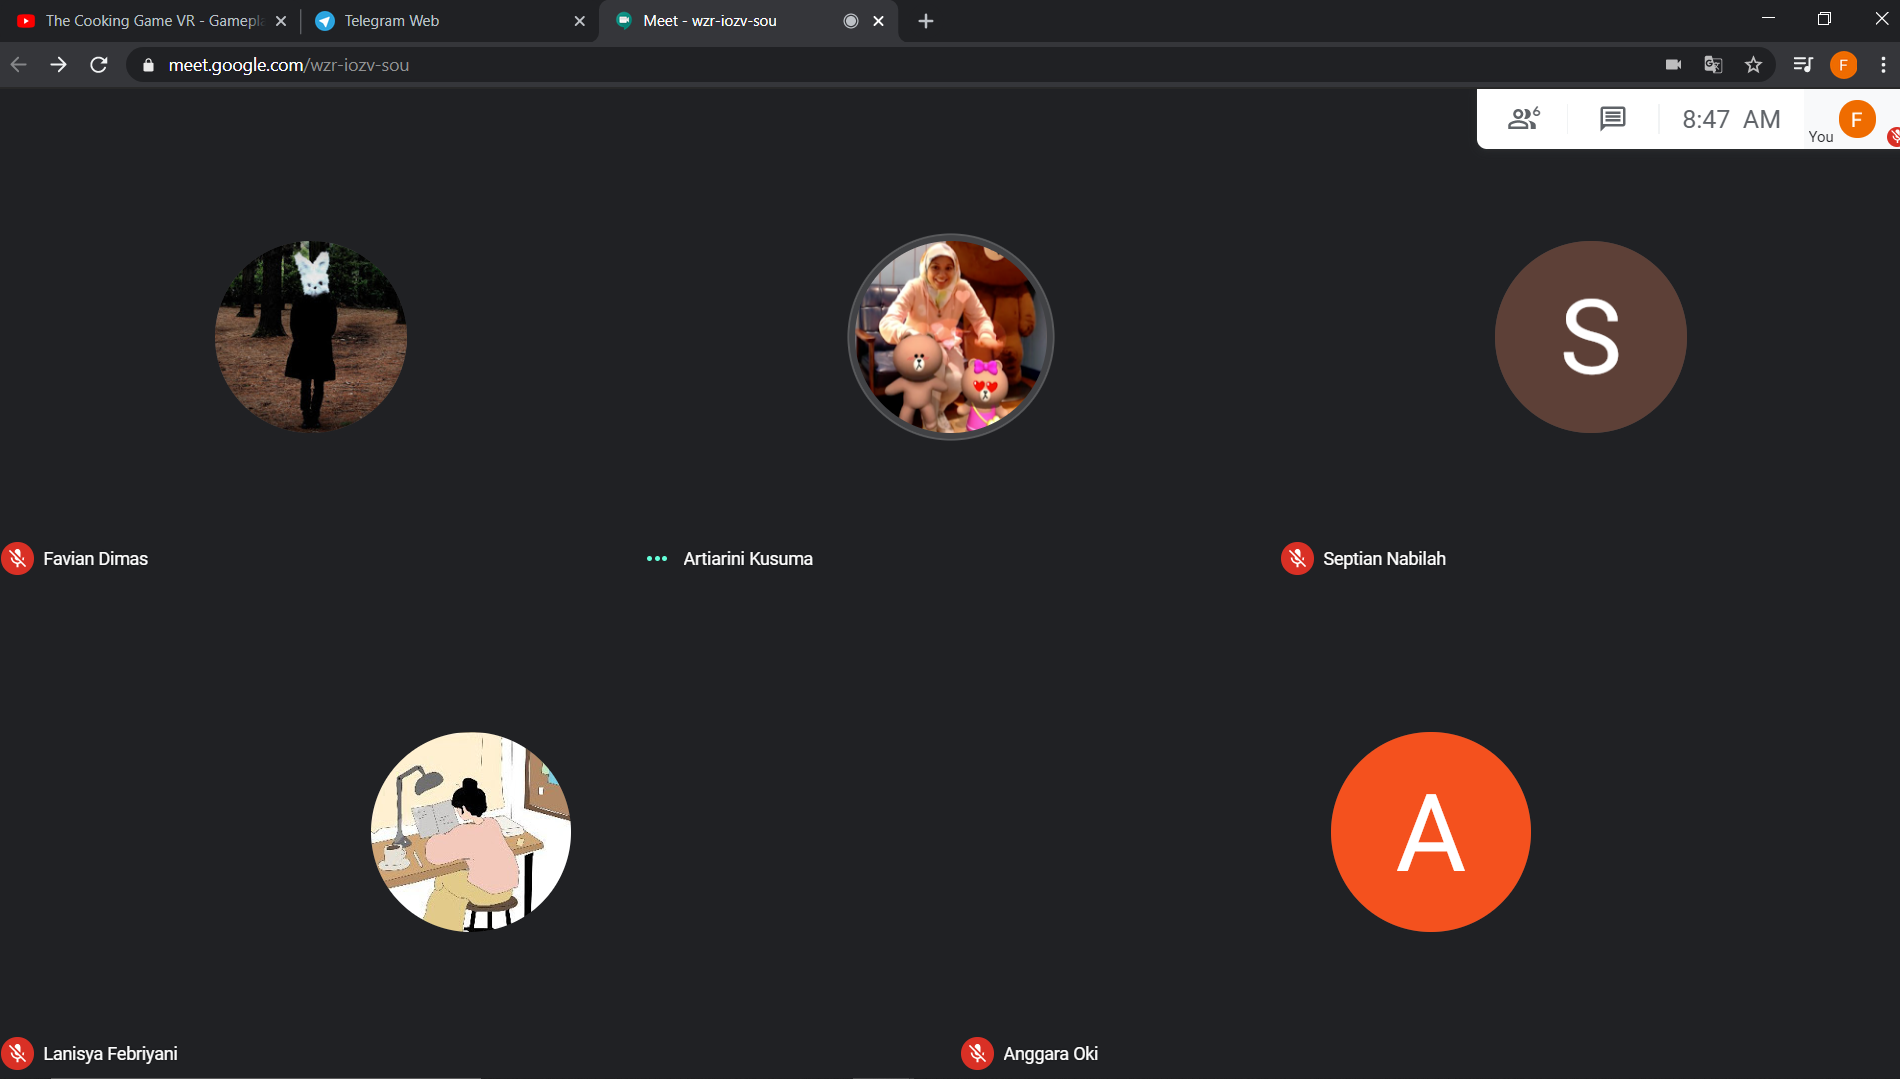 The Cooking Game VR - Gamepla
Telegram Web
Meet - wzr-iozv-sou
meet.google.com/wzr-iozv-sou
F
6
8:47 AM
You
F
S
Favian Dimas
Artiarini Kusuma
Septian Nabilah
A
Lanisya Febriyani
Anggara Oki